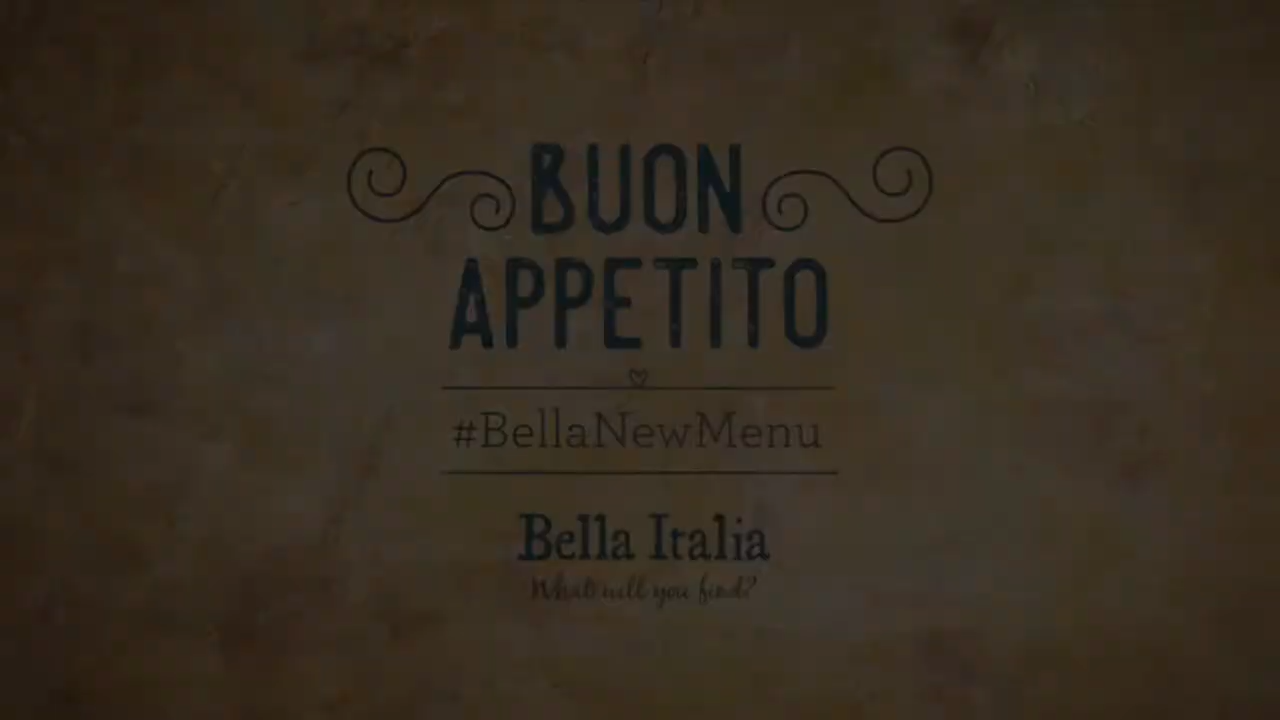 BUON
APPETITO
#BellaNewMenu
Bella Italia
What will you find?